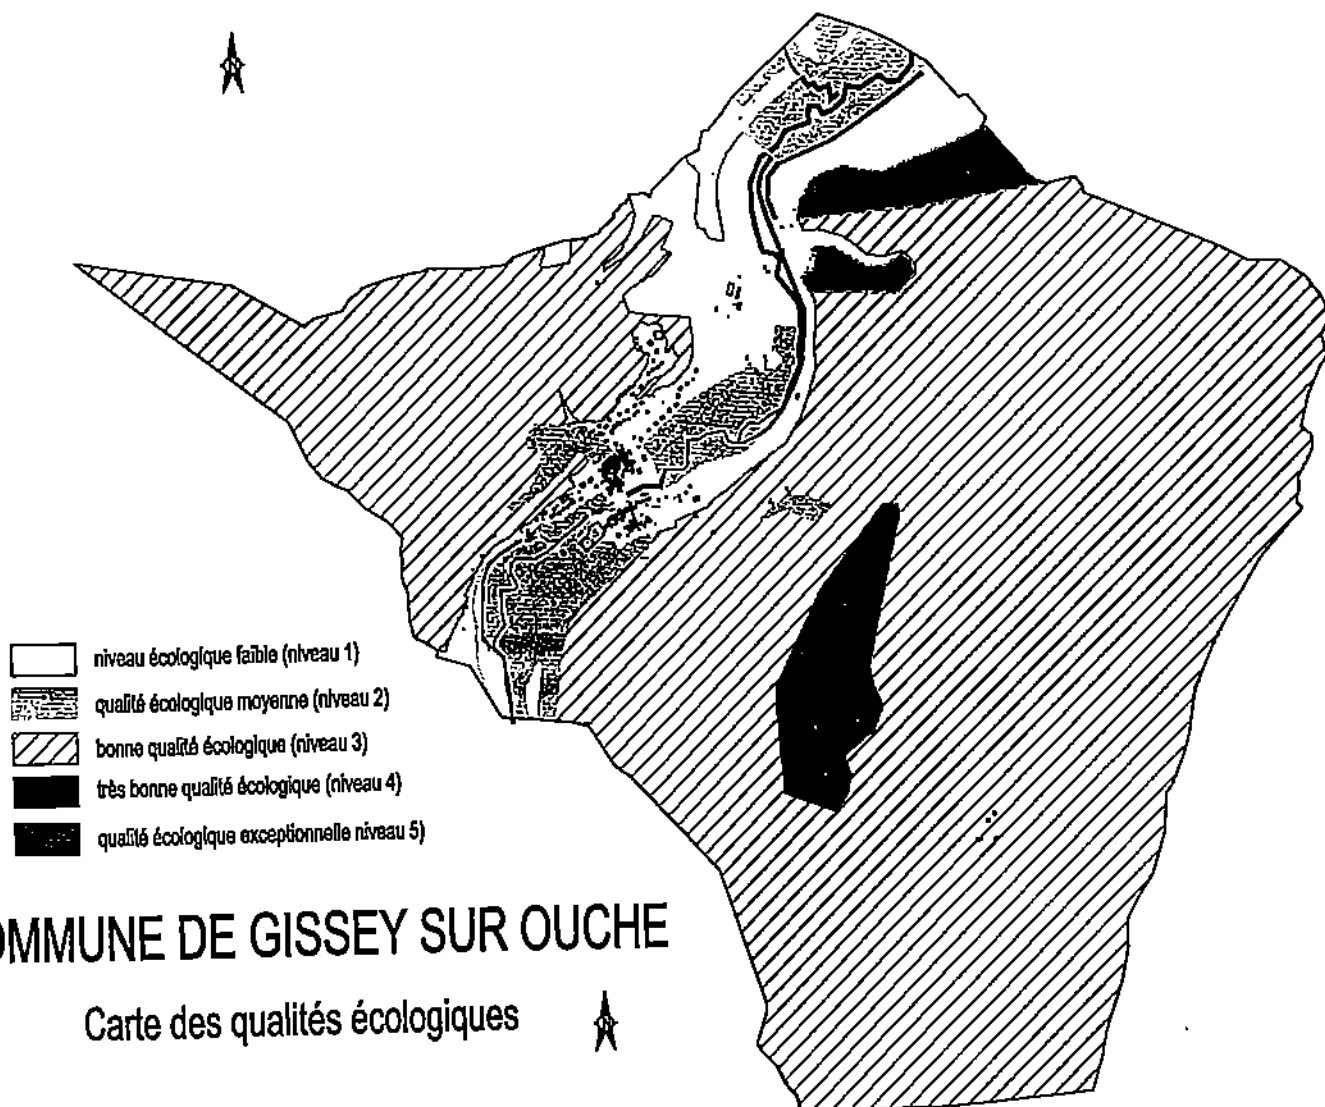 niveau écologique faible (niveau 1)
qualité écologique moyenne (niveau 2)
bonne qualité écologique (niveau 3)
très bonne qualité écologique (niveau 4)
qualité écologique exceptionnelle niveau 5)
OMMUNE DE GISSEY SUR OUCHE
Carte des qualités écologiques